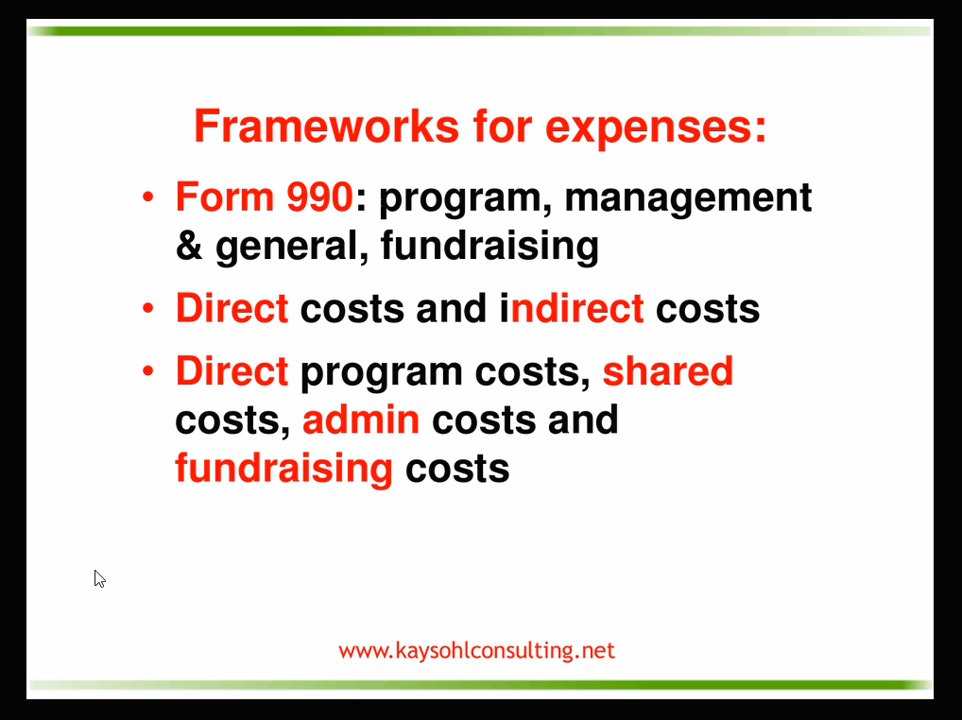 Frameworks for expenses:
• Form 990: program, management
& general, fundraising
• Direct costs and indirect costs
• Direct program costs, shared
costs, admin costs and
fundraising costs
www.kaysohlconsulting.net